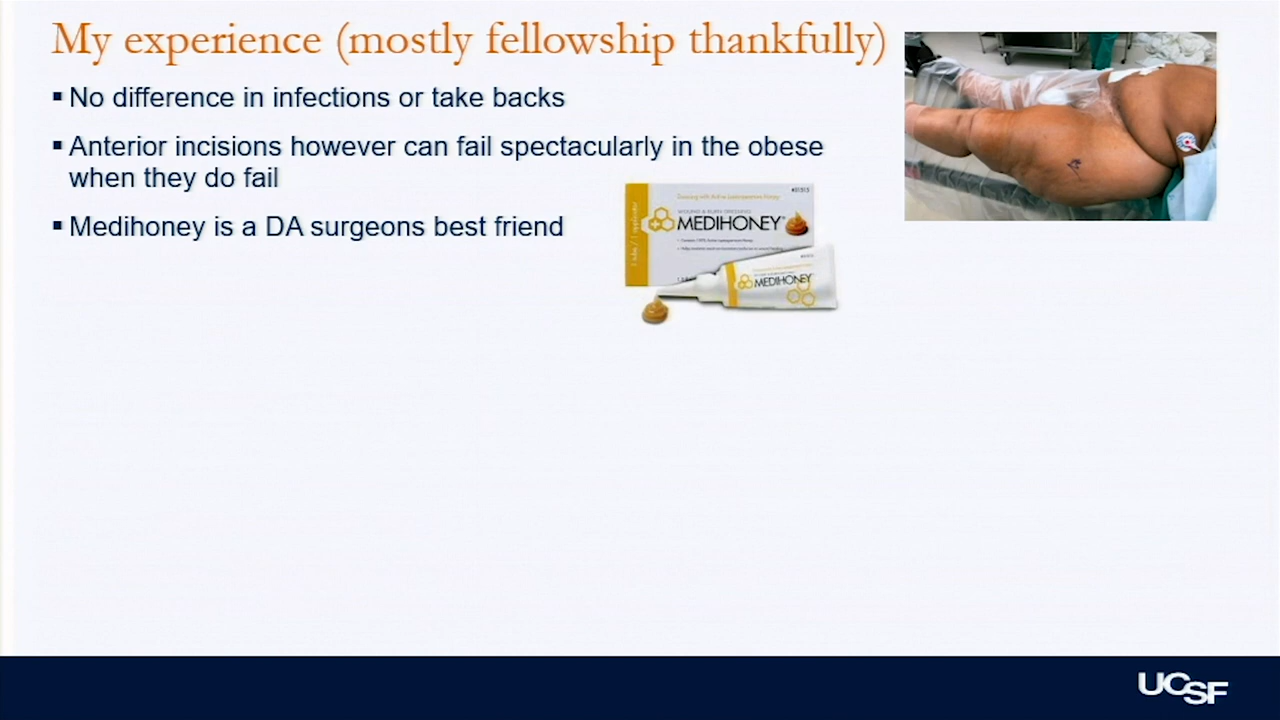 My experience (mostly fellowship thankfully)
▪ No difference in infections or take backs
▪ Anterior incisions however can fail spectacularly in the obese
when they do fail
▪ Medihoney is a DA surgeons best friend
MEDIHONEY
MEDIHONEY
UCSF